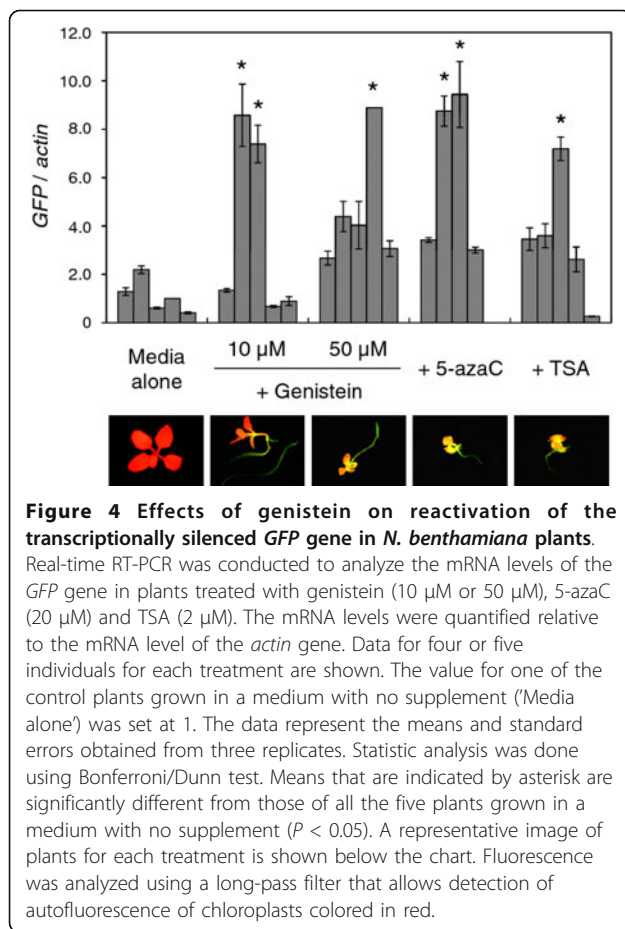 12.0
10.0
8.0
6.0
4.0
2.0
0
GFP / actin
* * * * * *
Media alone
10 µM 50 µM
+ Genistein
+ 5-azaC
+ TSA
Figure 4 Effects of genistein on reactivation of the
transcriptionally silenced GFP gene in N. benthamiana plants.
Real-time RT-PCR was conducted to analyze the mRNA levels of the
GFP gene in plants treated with genistein (10 µM or 50 µM), 5-azaC
(20 µM) and TSA (2 µM). The mRNA levels were quantified relative
to the mRNA level of the actin gene. Data for four or five
individuals for each treatment are shown. The value for one of the
control plants grown in a medium with no supplement ('Media
alone') was set at 1. The data represent the means and standard
errors obtained from three replicates. Statistic analysis was done
using Bonferroni/Dunn test. Means that are indicated by asterisk are
significantly different from those of all the five plants grown in a
medium with no supplement (P < 0.05). A representative image of
plants for each treatment is shown below the chart. Fluorescence
was analyzed using a long-pass filter that allows detection of
autofluorescence of chloroplasts colored in red.